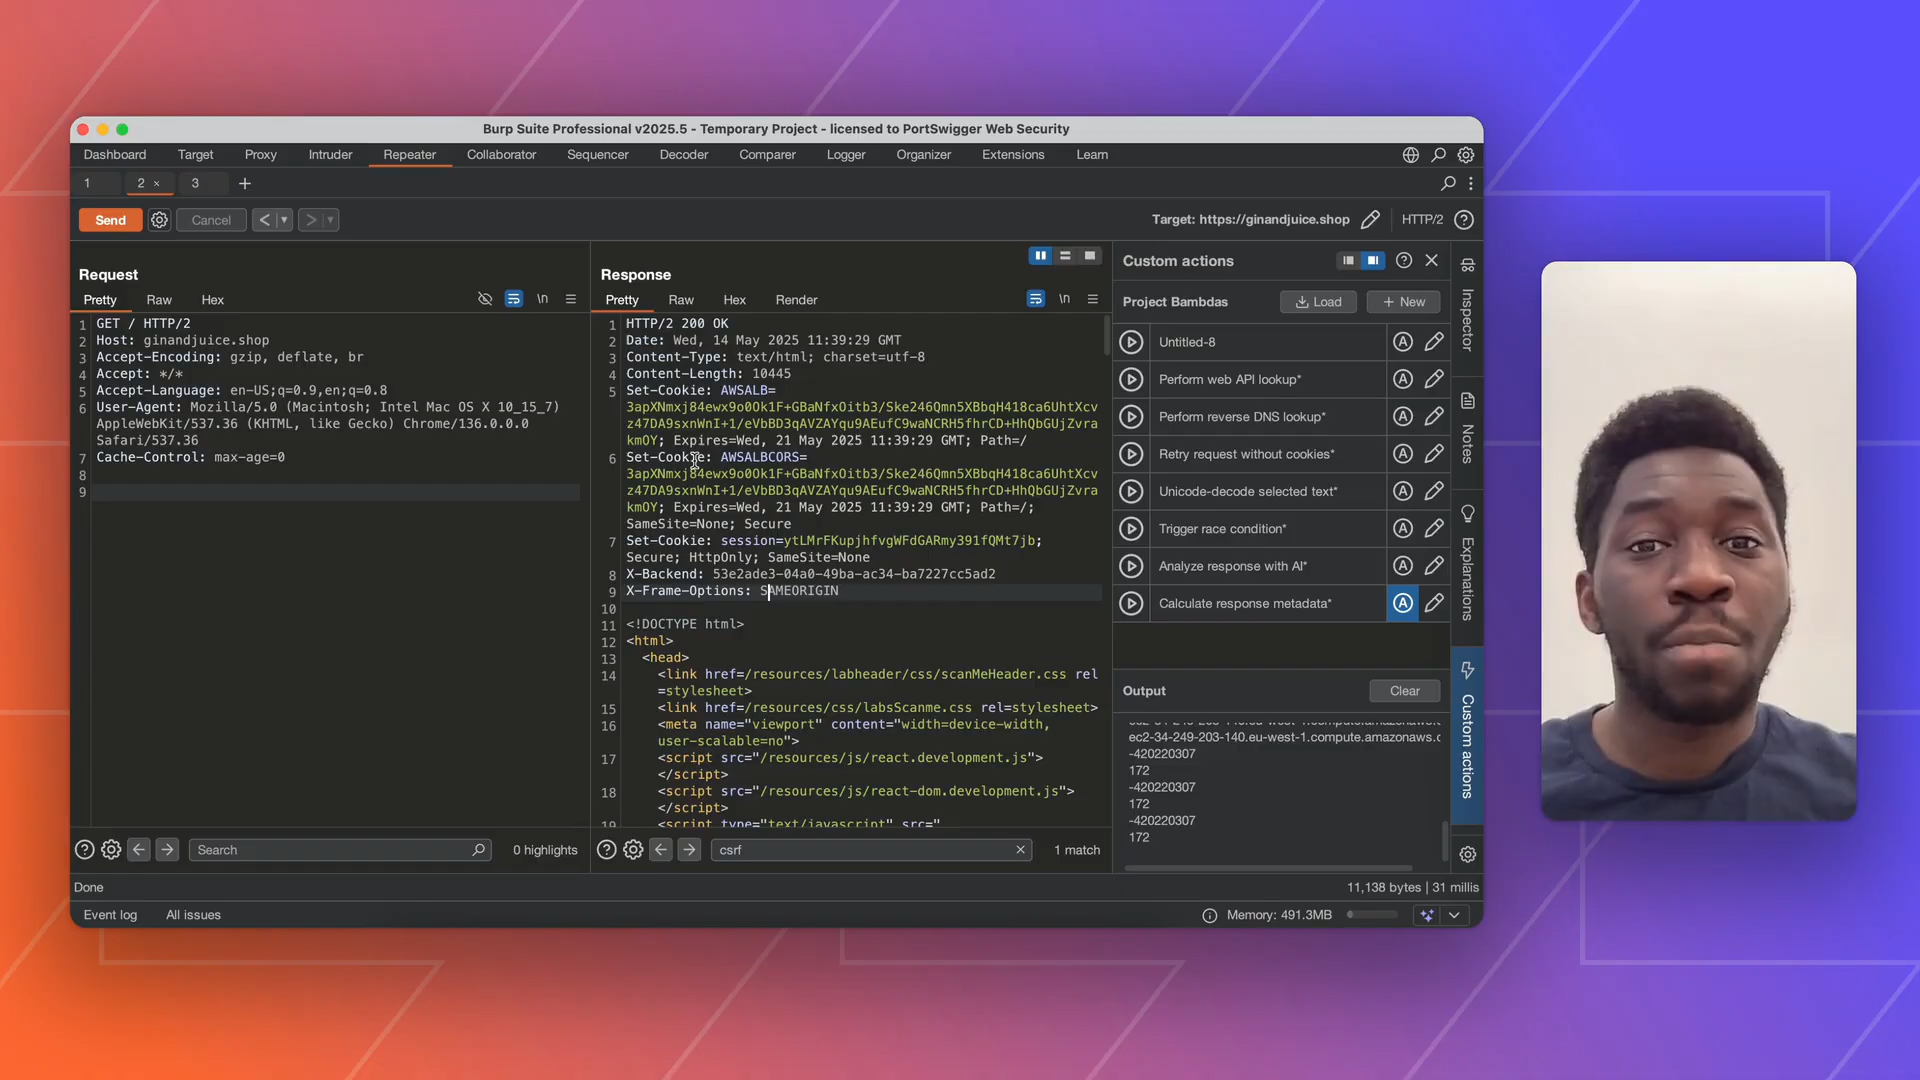 Burp Suite Professional v2025.5 - Temporary Project - licensed to PortSwigger Web Security
Dashboard Target Proxy Intruder Repeater Collaborator Sequencer Decoder Comparer Logger Organizer Extensions Learn
1 2 × 3 +
Send Cancel < > Target: https://ginandjuice.shop HTTP/2
Request
Pretty Raw Hex \n
1 GET / HTTP/2
2 Host: ginandjuice.shop
3 Accept-Encoding: gzip, deflate, br
4 Accept: */*
5 Accept-Language: en-US;q=0.9,en;q=0.8
6 User-Agent: Mozilla/5.0 (Macintosh; Intel Mac OS X 10_15_7)
AppleWebKit/537.36 (KHTML, like Gecko) Chrome/136.0.0.0
Safari/537.36
7 Cache-Control: max-age=0
8
9
Search 0 highlights
Response
Pretty Raw Hex Render \n
1 HTTP/2 200 OK
2 Date: Wed, 14 May 2025 11:39:29 GMT
3 Content-Type: text/html; charset=utf-8
4 Content-Length: 10445
5 Set-Cookie: AWSALB=
3apXNmxj84ewx9o0Ok1F+GBaNfxOitb3/Ske246Qmn5XBbqH418ca6UhtXcv
z47DA9sxnWnI+1/eVbBD3qAVZAYqu9AEufC9waNCRH5fhrCD+HhQbGUjZvra
kmOY; Expires=Wed, 21 May 2025 11:39:29 GMT; Path=/
6 Set-Cookie: AWSALBCORS=
3apXNmxj84ewx9o0Ok1F+GBaNfxOitb3/Ske246Qmn5XBbqH418ca6UhtXcv
z47DA9sxnWnI+1/eVbBD3qAVZAYqu9AEufC9waNCRH5fhrCD+HhQbGUjZvra
kmOY; Expires=Wed, 21 May 2025 11:39:29 GMT; Path=/;
SameSite=None; Secure
7 Set-Cookie: session=ytLMrFKupjhfvgWFdGARmy391fQMt7jb;
Secure; HttpOnly; SameSite=None
8 X-Backend: 53e2ade3-04a0-49ba-ac34-ba7227cc5ad2
9 X-Frame-Options: SAMEORIGIN
10
11 <!DOCTYPE html>
12 <html>
13 <head>
14 <link href=/resources/labheader/css/scanMeHeader.css rel
=stylesheet>
15 <link href=/resources/css/labsScanme.css rel=stylesheet>
16 <meta name="viewport" content="width=device-width,
user-scalable=no">
17 <script src="/resources/js/react.development.js">
</script>
18 <script src="/resources/js/react-dom.development.js">
</script>
19 <script type="text/javascript" src="
csrf 1 match
Custom actions
Project Bambdas Load + New
Untitled-8 A
Perform web API lookup* A
Perform reverse DNS lookup* A
Retry request without cookies* A
Unicode-decode selected text* A
Trigger race condition* A
Analyze response with AI* A
Calculate response metadata* A
Output Clear
ec2-34-249-203-140.eu-west-1.compute.amazonaws.c
-420220307
172
-420220307
172
-420220307
172
Inspector
Notes
Explanations
Custom actions
Done 11,138 bytes | 31 millis
Event log All issues Memory: 491.3MB